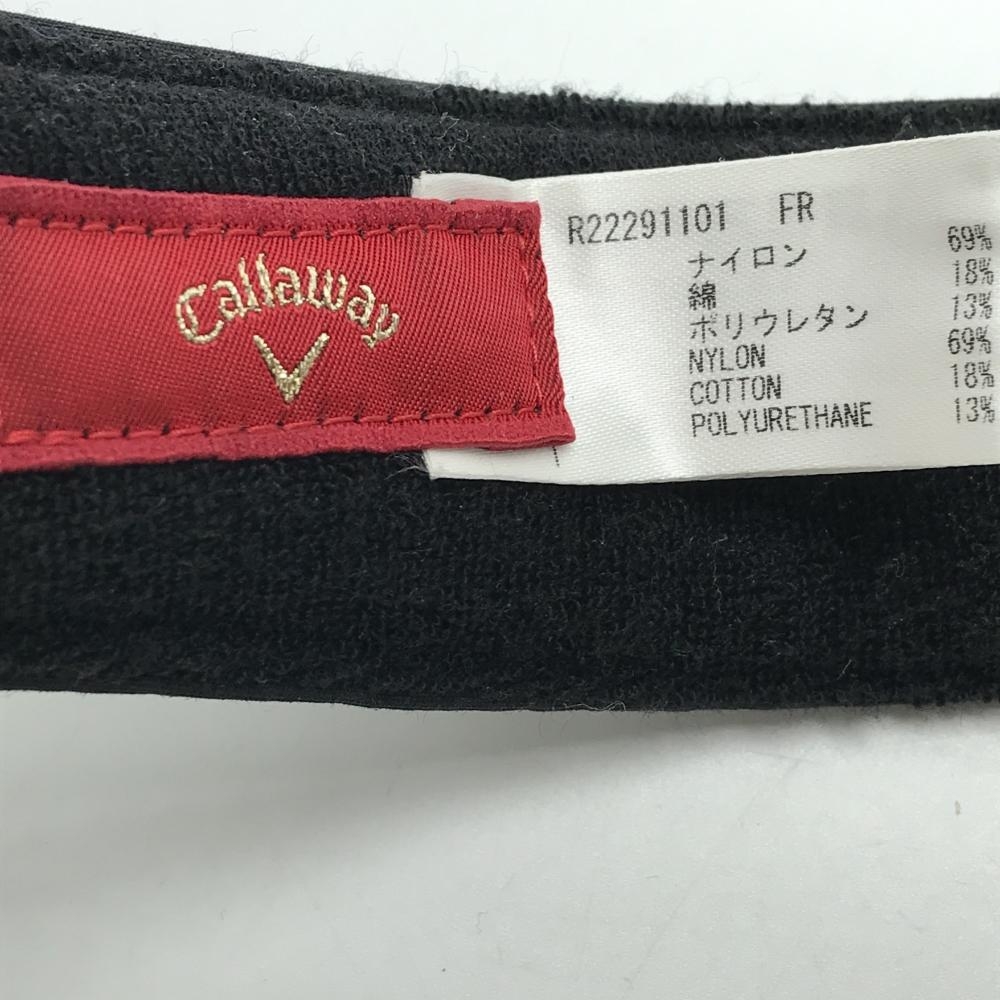 Callaway
R22291101 FR
ナイロン 69%
綿 18%
ポリウレタン 13%
NYLON 69%
COTTON 18%
POLYURETHANE 13%